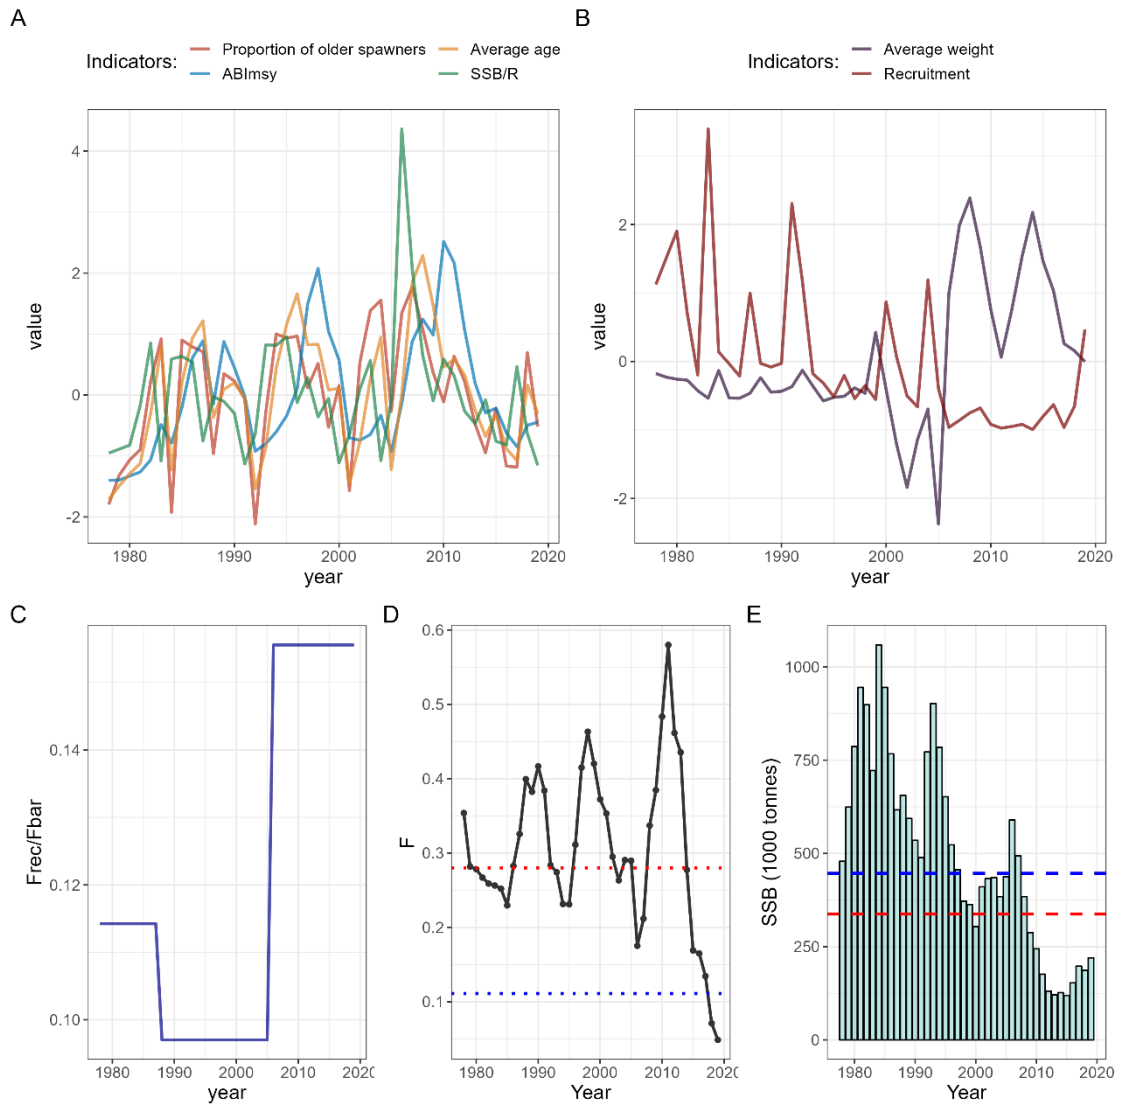 A
Indicators:
Proportion of older spawners
Average age
ABImsy
SSB/R
value
4
2
0
-2
1980
1990
2000
2010
2020
year
B
Indicators:
Average weight
Recruitment
value
2
0
-2
1980
1990
2000
2010
2020
year
C
Frec/Fbar
0.14
0.12
0.10
1980
1990
2000
2010
202
year
D
F
0.6
0.5
0.4
0.3
0.2
0.1
1980
1990
2000
2010
202
Year
E
SSB (1000 tonnes)
1000
750
500
250
0
1980
1990
2000
2010
2020
Year